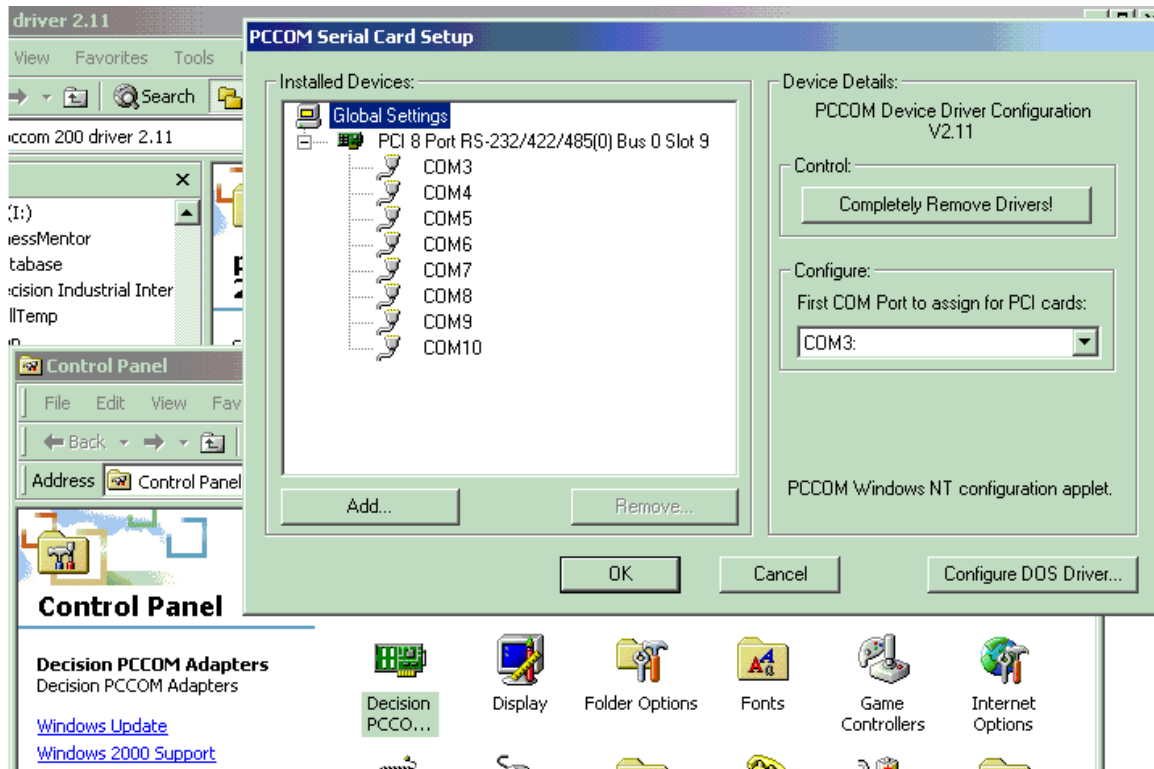 driver 2.11
View Favorites Tools
Search
pccom 200 driver 2.11
(I:)
nessMentor
tabase
cision Industrial Inter
llTemp
PCCOM Serial Card Setup
Installed Devices:
Global Settings
PCI 8 Port RS-232/422/485(0) Bus 0 Slot 9
COM3
COM4
COM5
COM6
COM7
COM8
COM9
COM10
Add...
Remove...
Device Details:
PCCOM Device Driver Configuration
V2.11
Control:
Completely Remove Drivers!
Configure:
First COM Port to assign for PCI cards:
COM3:
PCCOM Windows NT configuration applet.
OK
Cancel
Configure DOS Driver...
Control Panel
File Edit View Fav
Back
Address Control Panel
Control Panel
Decision PCCOM Adapters
Decision PCCOM Adapters
Windows Update
Windows 2000 Support
Decision
PCCO...
Display
Folder Options
Fonts
Game
Controllers
Internet
Options